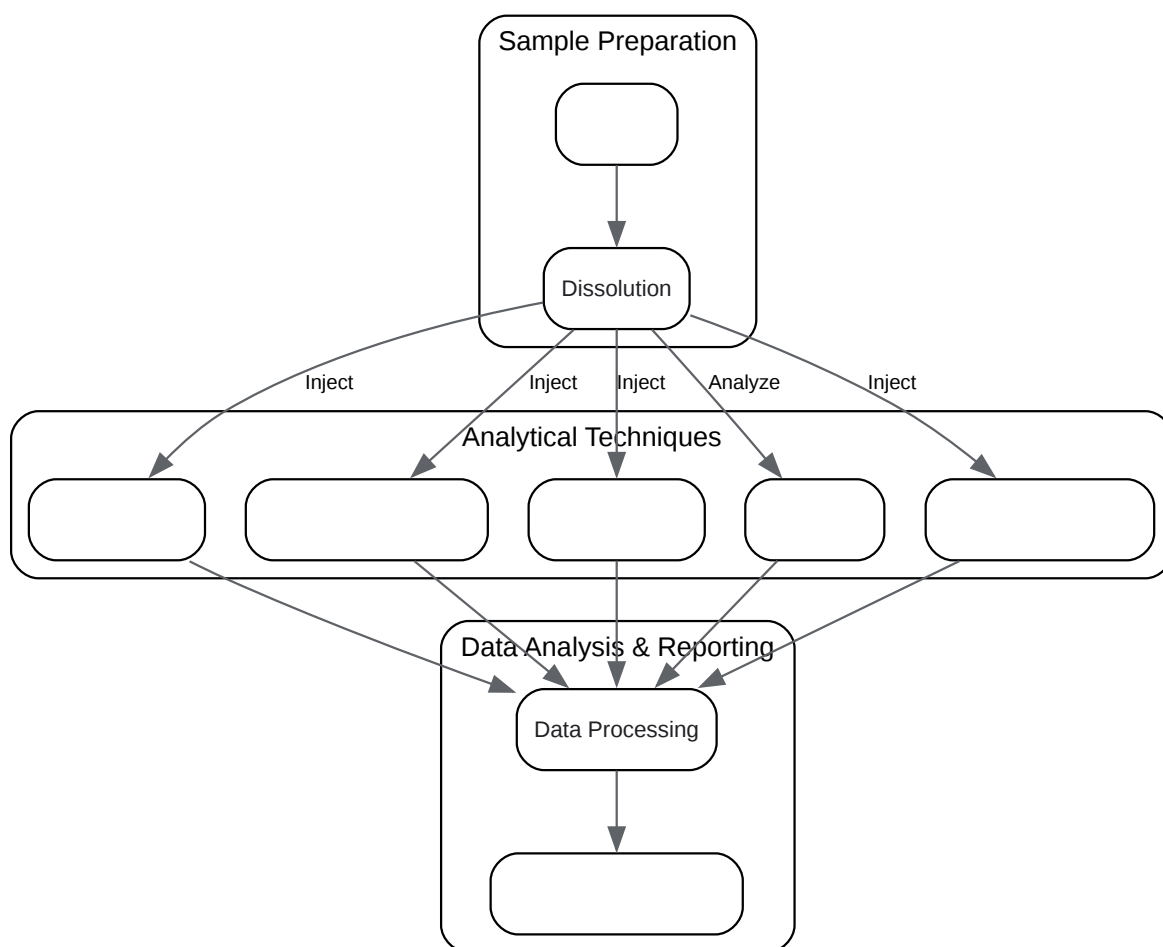 Sample Preparation
Dissolution
Inject
Inject
Inject
Analyze
Inject
Analytical Techniques
Data Analysis & Reporting
Data Processing